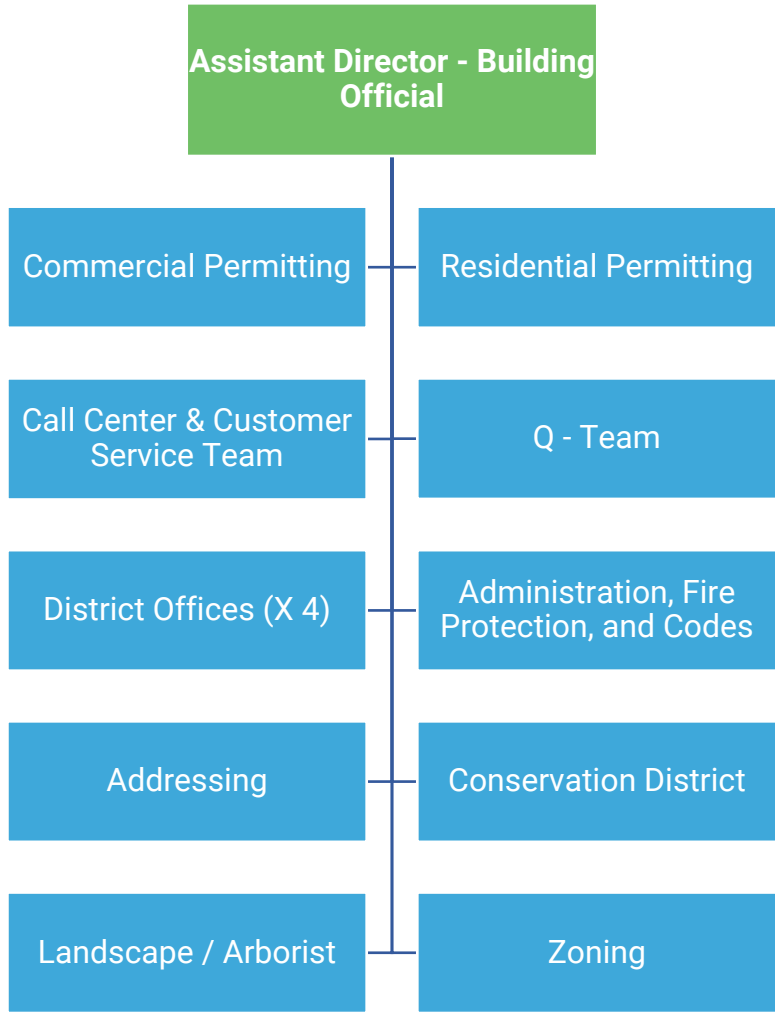 Assistant Director - Building
Official
Commercial Permitting
Residential Permitting
Call Center & Customer
Service Team
Q - Team
District Offices (X 4)
Administration, Fire
Protection, and Codes
Addressing
Conservation District
Landscape / Arborist
Zoning